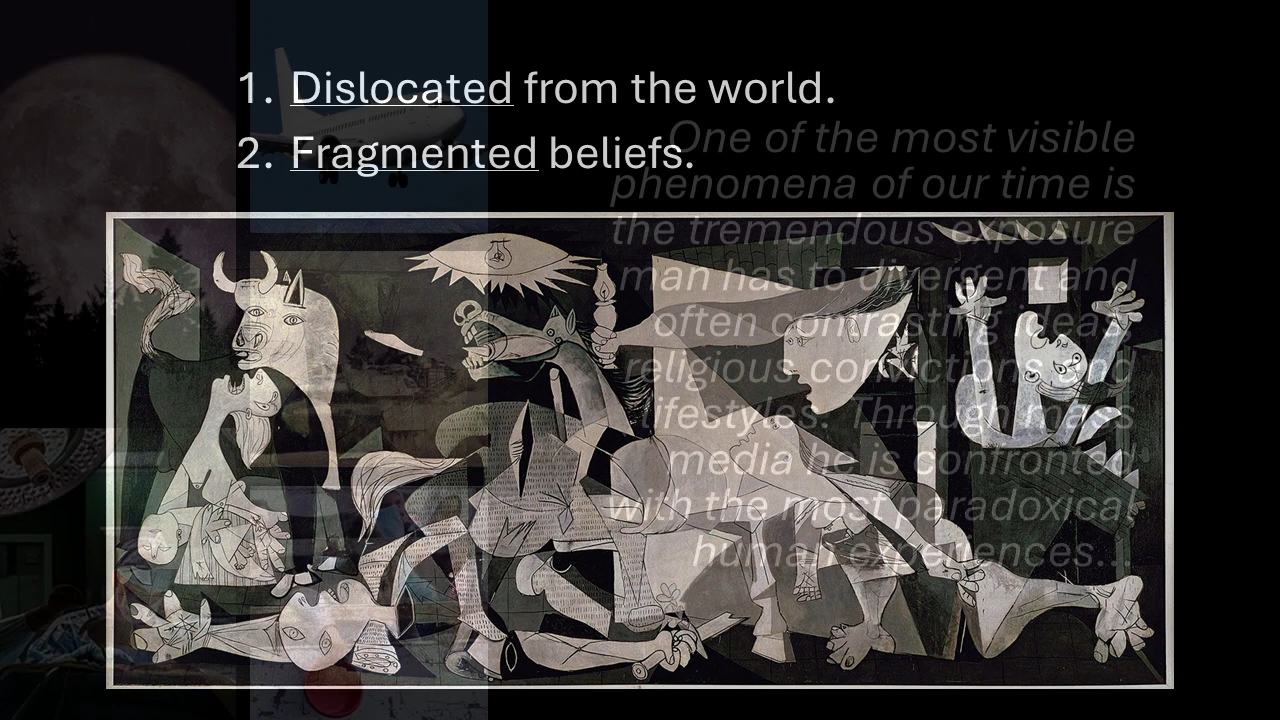 1. Dislocated from the world.
2. Fragmented beliefs.
One of the most visible
phenomena of our time is
the tremendous exposure
man has to divergent and
often contrasting ideas,
religious convictions and
lifestyles. Through mass
media he is confronted
with the most paradoxical
human experiences...